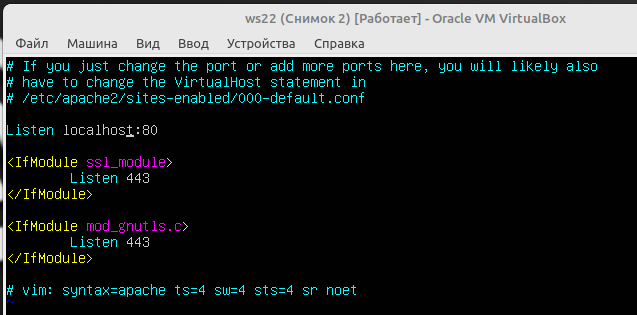 ws22 (Снимок 2) [Работает] - Oracle VM VirtualBox
Файл Машина Вид Ввод Устройства Справка
# If you just change the port or add more ports here, you will likely also
# have to change the VirtualHost statement in
# /etc/apache2/sites-enabled/000-default.conf
Listen localhost:80
<IfModule ssl_module>
Listen 443
</IfModule>
<IfModule mod_gnutls.c>
Listen 443
</IfModule>
# vim: syntax=apache ts=4 sw=4 sts=4 sr noet
~